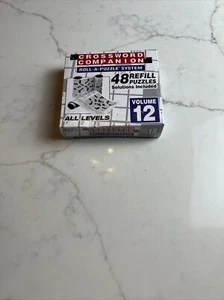 CROSSWORD
COMPANION
ROLL-A-PUZZLE SYSTEM
48 REFILL
PUZZLES
Solutions Included
VOLUME
12
ALL LEVELS